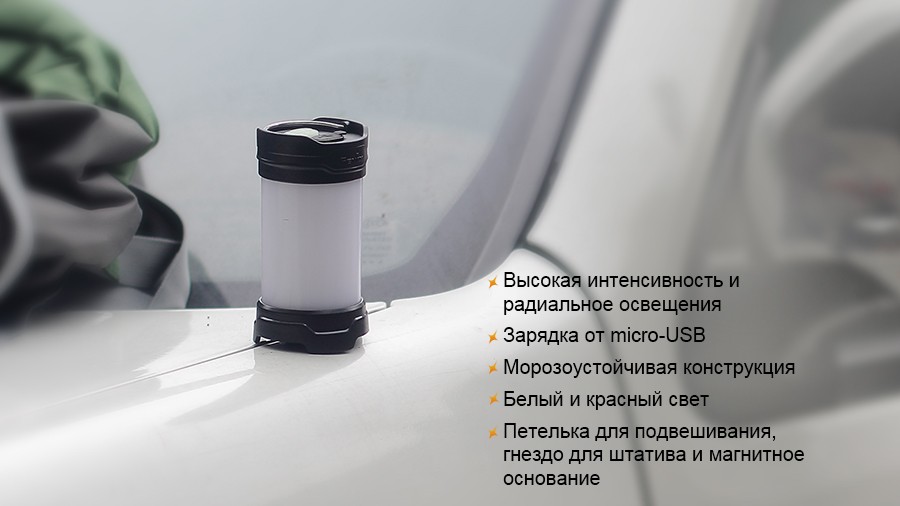 Высокая интенсивность и
радиальное освещения
Зарядка от micro-USB
Морозоустойчивая конструкция
Белый и красный свет
Петелька для подвешивания,
гнездо для штатива и магнитное
основание